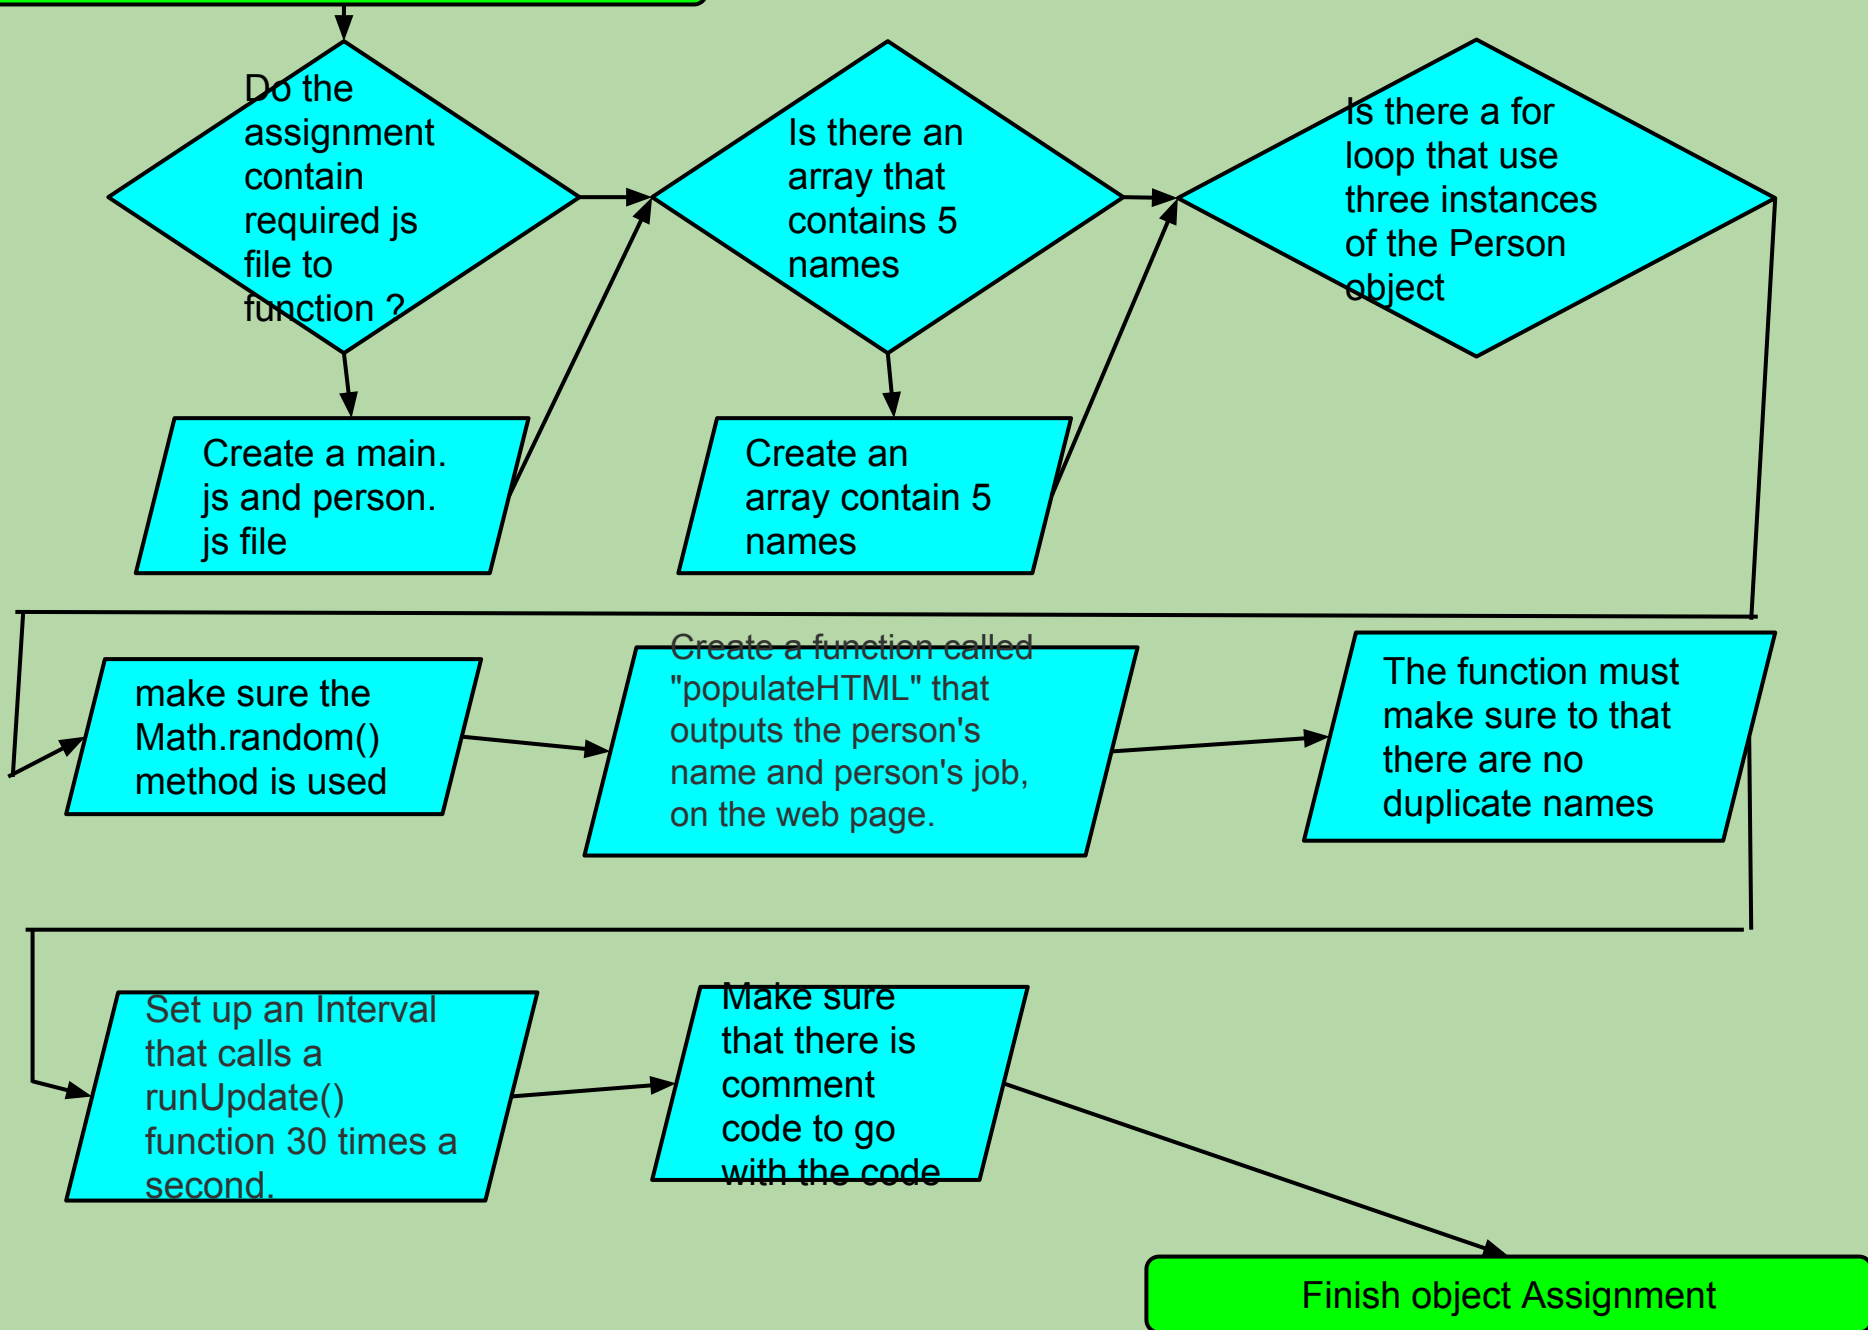 Do the
assignment
contain
required js
file to
function ?
Is there an
array that
contains 5
names
Is there a for
loop that use
three instances
of the Person
object
Create a main.
js and person.
js file
Create an
array contain 5
names
make sure the
Math.random()
method is used
Create a function called
"populateHTML" that
outputs the person's
name and person's job,
on the web page.
The function must
make sure to that
there are no
duplicate names
Set up an Interval
that calls a
runUpdate()
function 30 times a
second.
Make sure
that there is
comment
code to go
with the code
Finish object Assignment